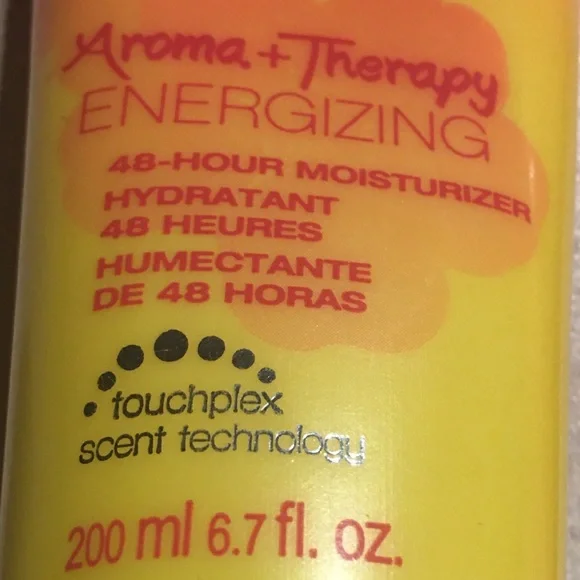 Aroma+Therapy
ENERGIZING
48-HOUR MOISTURIZER
HYDRATANT
48 HEURES
HUMECTANTE
DE 48 HORAS
touchplex
scent technology
200 ml 6.7 fl. oz.